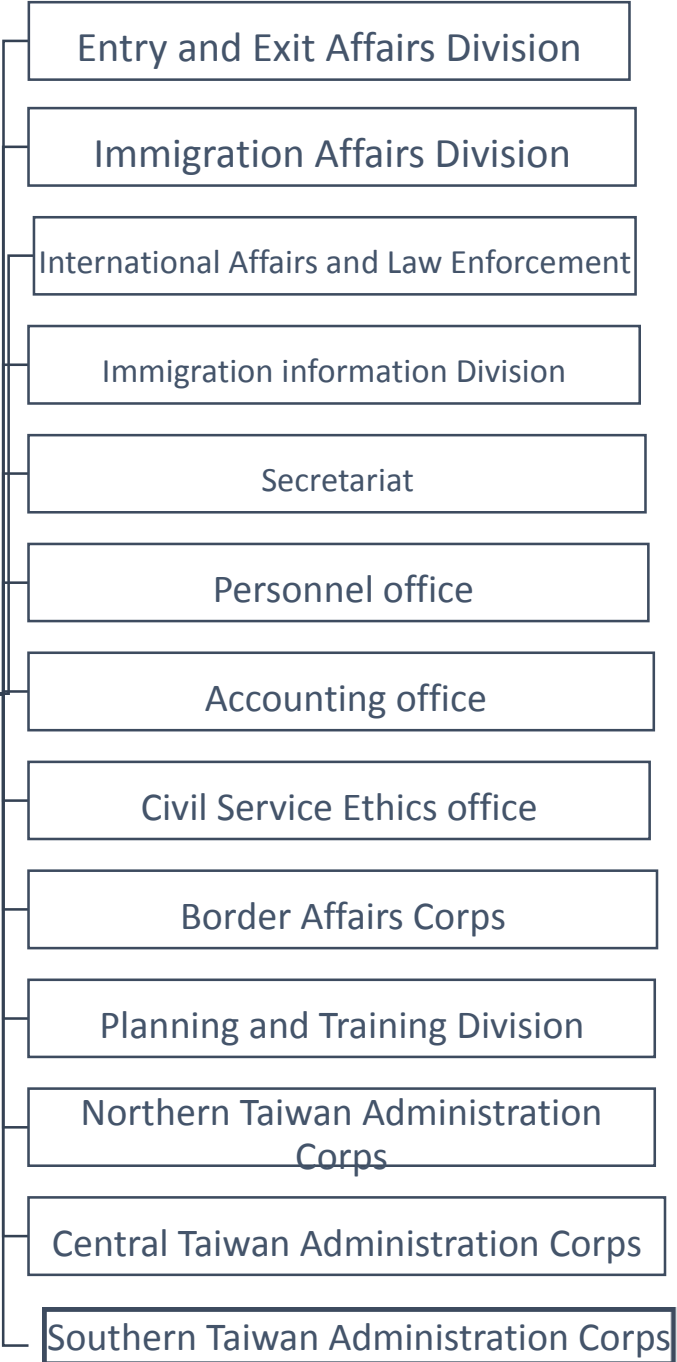 Entry and Exit Affairs Division
Immigration Affairs Division
International Affairs and Law Enforcement
Immigration information Division
Secretariat
Personnel office
Accounting office
Civil Service Ethics office
Border Affairs Corps
Planning and Training Division
Northern Taiwan Administration
Corps
Central Taiwan Administration Corps
Southern Taiwan Administration Corps